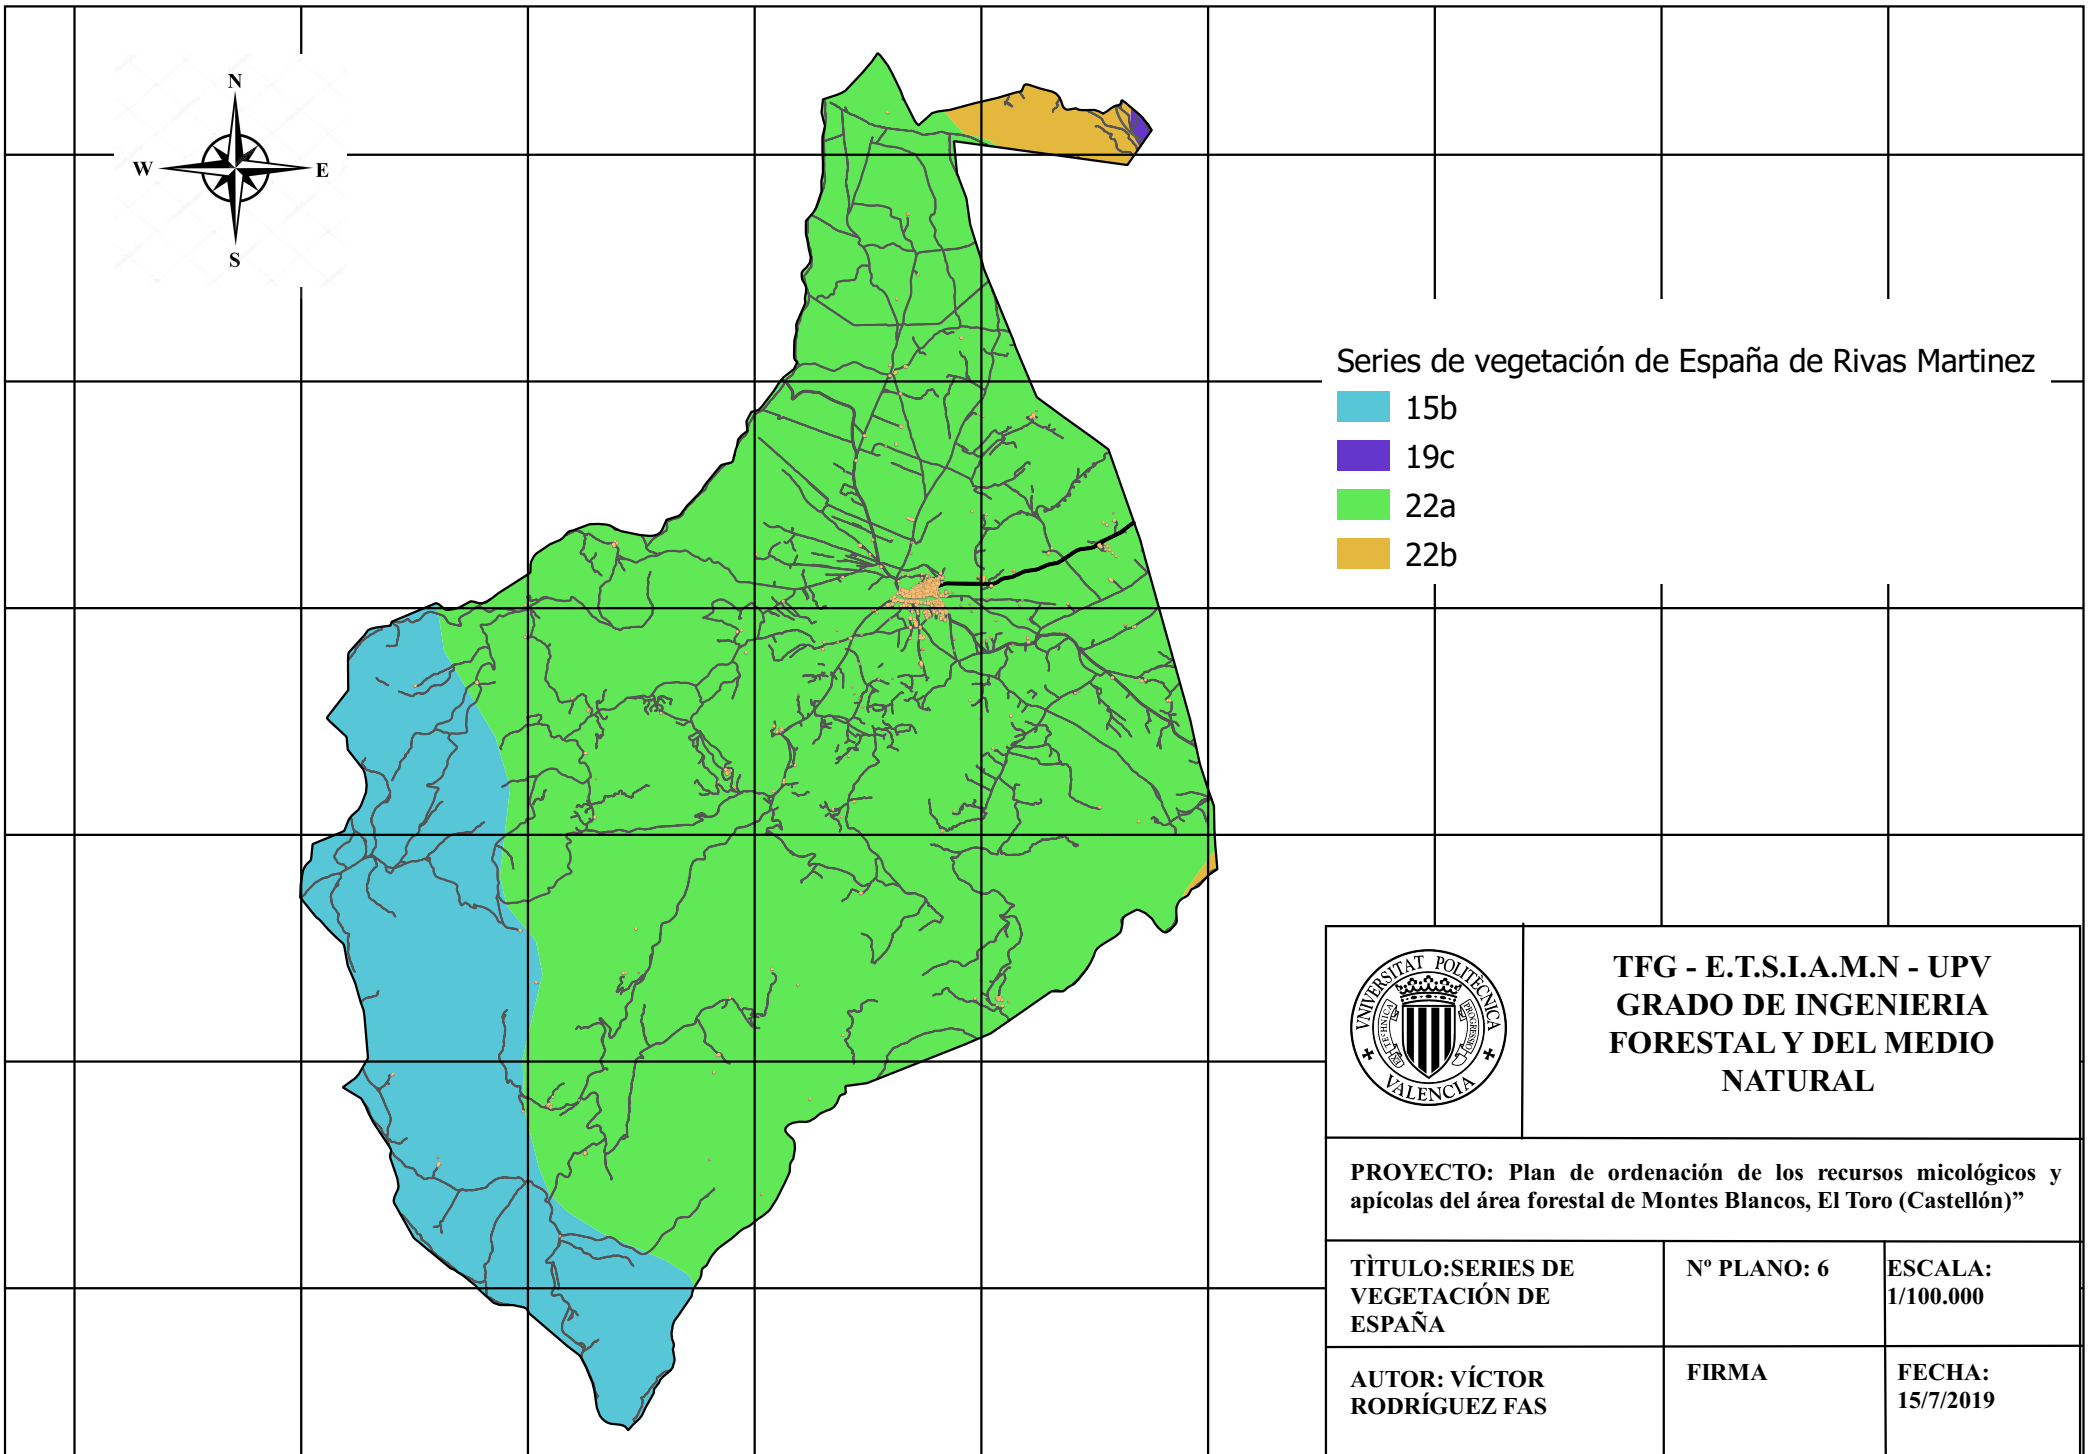 N
W
E
S
Series de vegetación de España de Rivas Martinez
15b
19c
22a
22b
VNIVERSITAT POLITÈCNICA
VALENCIA
TFG - E.T.S.I.A.M.N - UPV
GRADO DE INGENIERIA
FORESTAL Y DEL MEDIO
NATURAL
PROYECTO: Plan de ordenación de los recursos micológicos y
apícolas del área forestal de Montes Blancos, El Toro (Castellón)”
TÌTULO:SERIES DE
VEGETACIÓN DE
ESPAÑA
Nº PLANO: 6
ESCALA:
1/100.000
AUTOR: VÍCTOR
RODRÍGUEZ FAS
FIRMA
FECHA:
15/7/2019